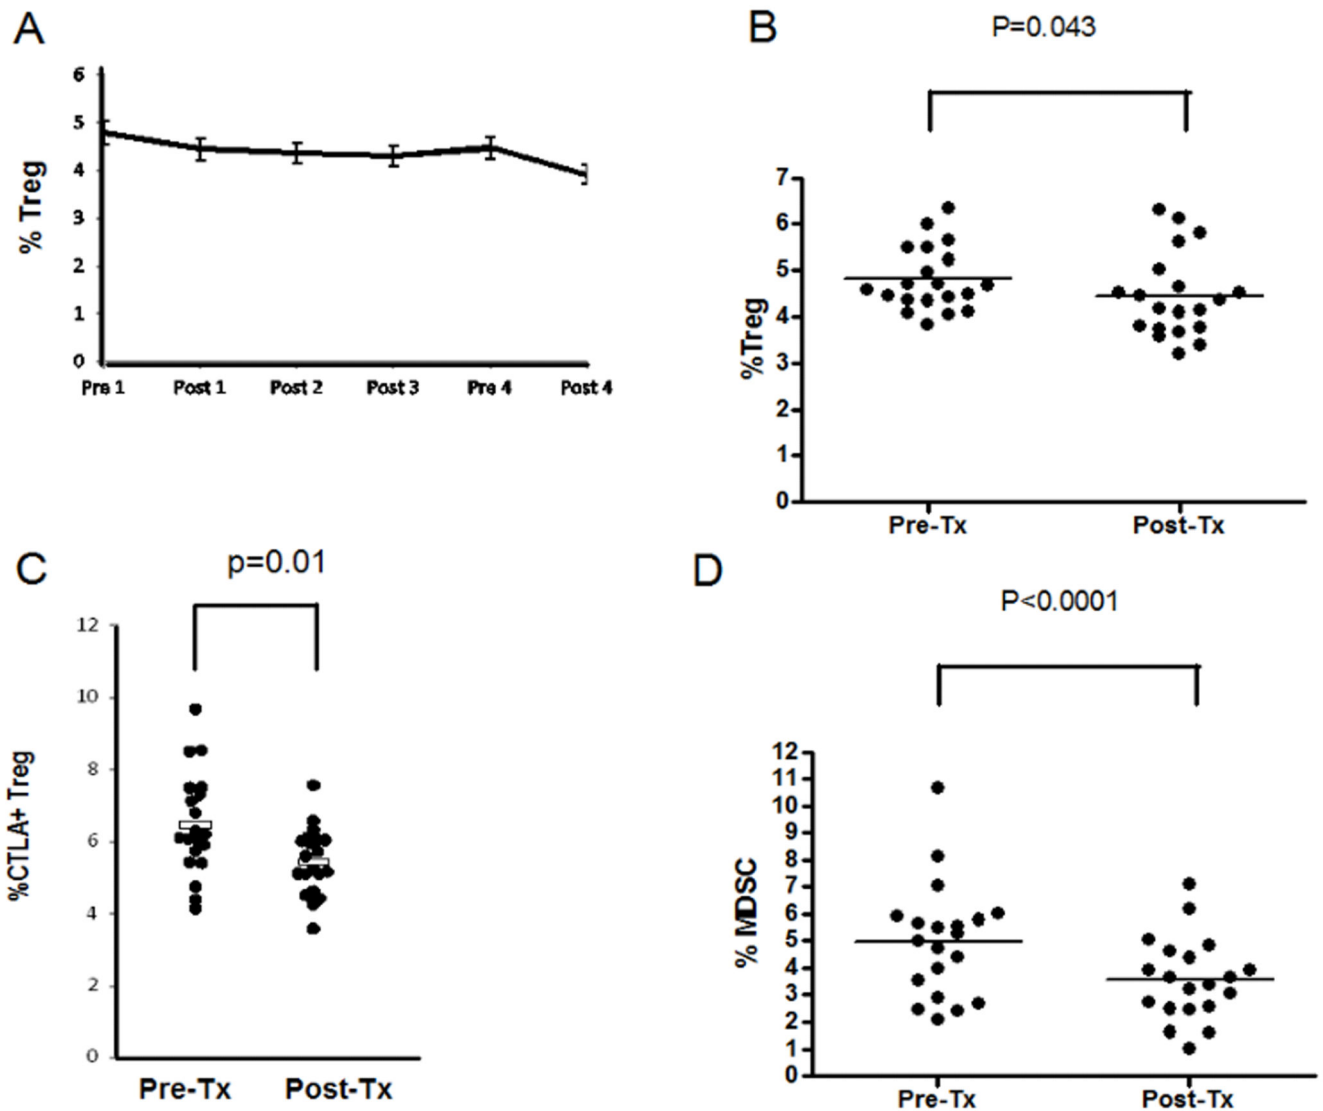 A
6
5
4
3
2
1
0
% Treg
Pre 1 Post 1 Post 2 Post 3 Pre 4 Post 4
B
P=0.043
7
6
5
4
3
2
1
0
%Treg
Pre-Tx Post-Tx
C
p=0.01
12
10
8
6
4
2
0
%CTLA+ Treg
Pre-Tx Post-Tx
D
P<0.0001
12
11
10
9
8
7
6
5
4
3
2
1
0
% MDSC
Pre-Tx Post-Tx